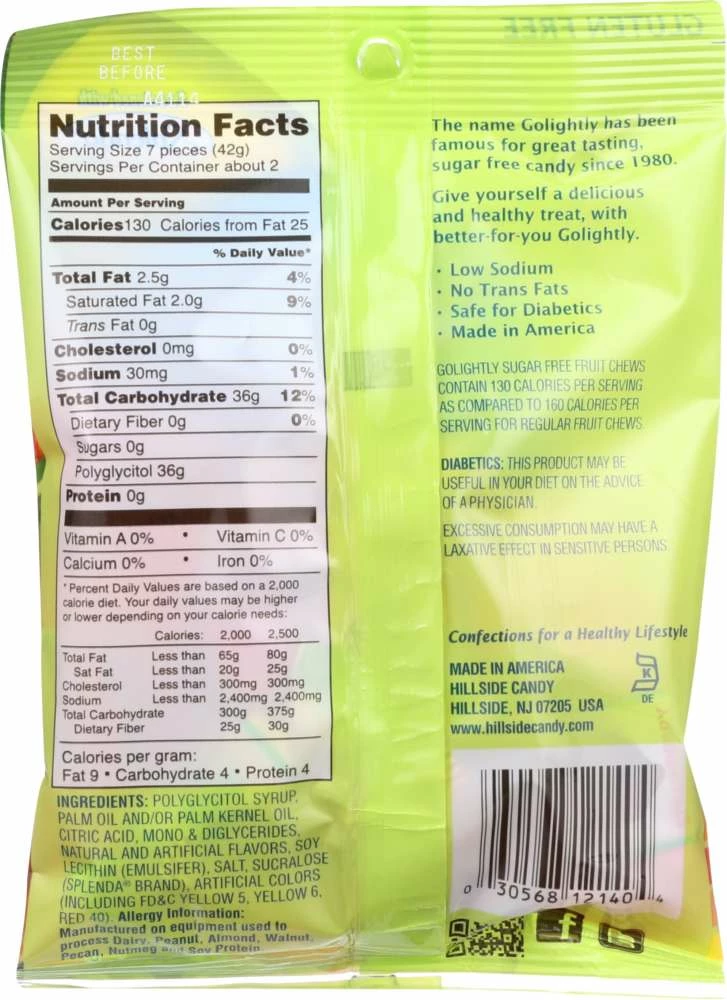 GLUTEN FREE
BEST
BEFORE
A4114
Nutrition Facts
Serving Size 7 pieces (42g)
Servings Per Container about 2
Amount Per Serving
Calories130 Calories from Fat 25
% Daily Value*
Total Fat 2.5g 4%
Saturated Fat 2.0g 9%
Trans Fat 0g
Cholesterol 0mg 0%
Sodium 30mg 1%
Total Carbohydrate 36g 12%
Dietary Fiber 0g 0%
Sugars 0g
Polyglycitol 36g
Protein 0g
Vitamin A 0% • Vitamin C 0%
Calcium 0% • Iron 0%
*Percent Daily Values are based on a 2,000
calorie diet. Your daily values may be higher
or lower depending on your calorie needs:
Calories: 2,000 2,500
Total Fat Less than 65g 80g
Sat Fat Less than 20g 25g
Cholesterol Less than 300mg 300mg
Sodium Less than 2,400mg 2,400mg
Total Carbohydrate 300g 375g
Dietary Fiber 25g 30g
Calories per gram:
Fat 9 • Carbohydrate 4 • Protein 4
INGREDIENTS: POLYGLYCITOL SYRUP,
PALM OIL AND/OR PALM KERNEL OIL,
CITRIC ACID, MONO & DIGLYCERIDES,
NATURAL AND ARTIFICIAL FLAVORS, SOY
LECITHIN (EMULSIFER), SALT, SUCRALOSE
(SPLENDA® BRAND), ARTIFICIAL COLORS
(INCLUDING FD&C YELLOW 5, YELLOW 6,
RED 40). Allergy Information:
Manufactured on equipment used to
process Dairy, Peanut, Almond, Walnut,
Pecan, Nutmeg and Soy Protein.
The name Golightly has been
famous for great tasting,
sugar free candy since 1980.
Give yourself a delicious
and healthy treat, with
better-for-you Golightly.
• Low Sodium
• No Trans Fats
• Safe for Diabetics
• Made in America
GOLIGHTLY SUGAR FREE FRUIT CHEWS
CONTAIN 130 CALORIES PER SERVING
AS COMPARED TO 160 CALORIES PER
SERVING FOR REGULAR FRUIT CHEWS.
DIABETICS: THIS PRODUCT MAY BE
USEFUL IN YOUR DIET ON THE ADVICE
OF A PHYSICIAN.
EXCESSIVE CONSUMPTION MAY HAVE A
LAXATIVE EFFECT IN SENSITIVE PERSONS.
Confections for a Healthy Lifestyle
MADE IN AMERICA
HILLSIDE CANDY
HILLSIDE, NJ 07205 USA
www.hillsidecandy.com
K
DE
0 30568 12140 4
f